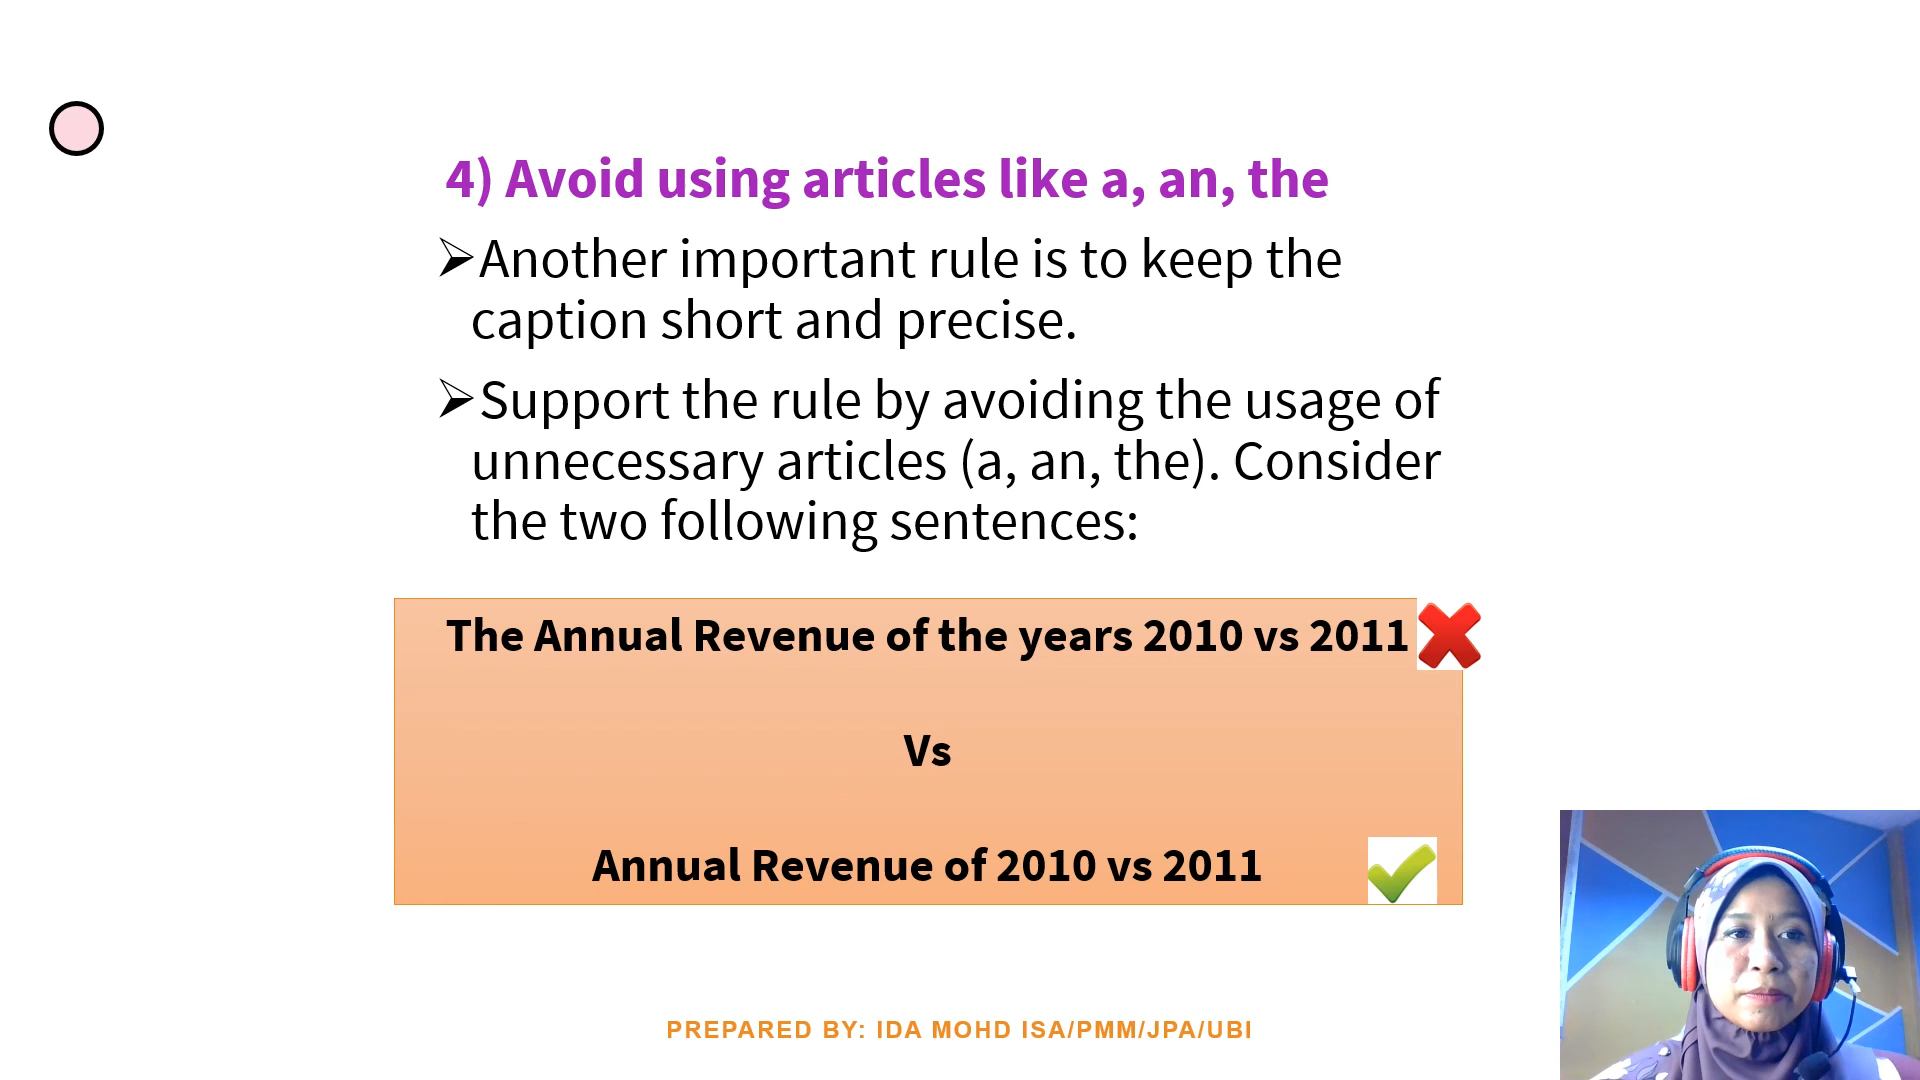 4) Avoid using articles like a, an, the
➢Another important rule is to keep the
caption short and precise.
➢Support the rule by avoiding the usage of
unnecessary articles (a, an, the). Consider
the two following sentences:
The Annual Revenue of the years 2010 vs 2011
Vs
Annual Revenue of 2010 vs 2011
PREPARED BY: IDA MOHD ISA/PMM/JPA/UBI